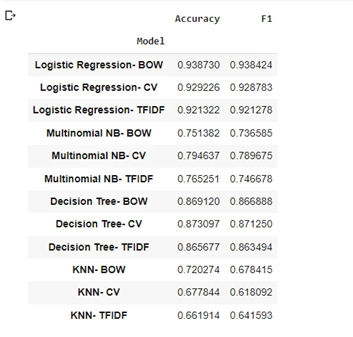 Accuracy F1
Model
Logistic Regression- BOW 0.938730 0.938424
Logistic Regression- CV 0.929226 0.928783
Logistic Regression- TFIDF 0.921322 0.921278
Multinomial NB- BOW 0.751382 0.736585
Multinomial NB- CV 0.794637 0.789675
Multinomial NB- TFIDF 0.765251 0.746678
Decision Tree- BOW 0.869120 0.866888
Decision Tree- CV 0.873097 0.871250
Decision Tree- TFIDF 0.865677 0.863494
KNN- BOW 0.720274 0.678415
KNN- CV 0.677844 0.618092
KNN- TFIDF 0.661914 0.641593